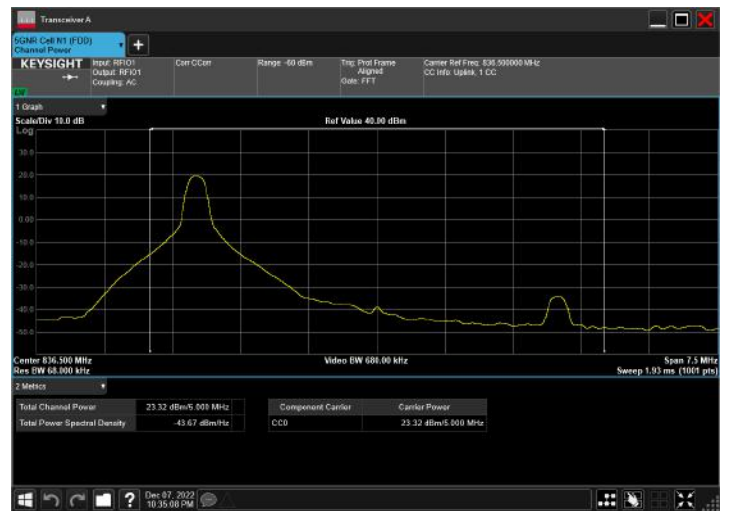 Transceiver A
5GNR Cell N1 (FDD)
Channel Power
KEYSIGHT
Input: RFIO1
Output: RFIO1
Coupling: AC
Corr CCorr
Range -60 dBm
Trig: Prot Frame
Aligned
Gate: FFT
Carrier Ref Freq: 836.500000 MHz
CC Info: Uplink, 1 CC
1 Graph
Scale/Div 10.0 dB
Ref Value 40.00 dBm
Log
30.0
20.0
10.0
0.00
-10.0
-20.0
-30.0
-40.0
-50.0
Center 836.500 MHz
Video BW 680.00 kHz
Span 7.5 MHz
Res BW 68.000 kHz
Sweep 1.93 ms (1001 pts)
2 Metrics
Total Channel Power 23.32 dBm/5.000 MHz
Total Power Spectral Density -43.67 dBm/Hz
Component Carrier Carrier Power
CC0 23.32 dBm/5.000 MHz
?
Dec 07, 2022
10:35:08 PM